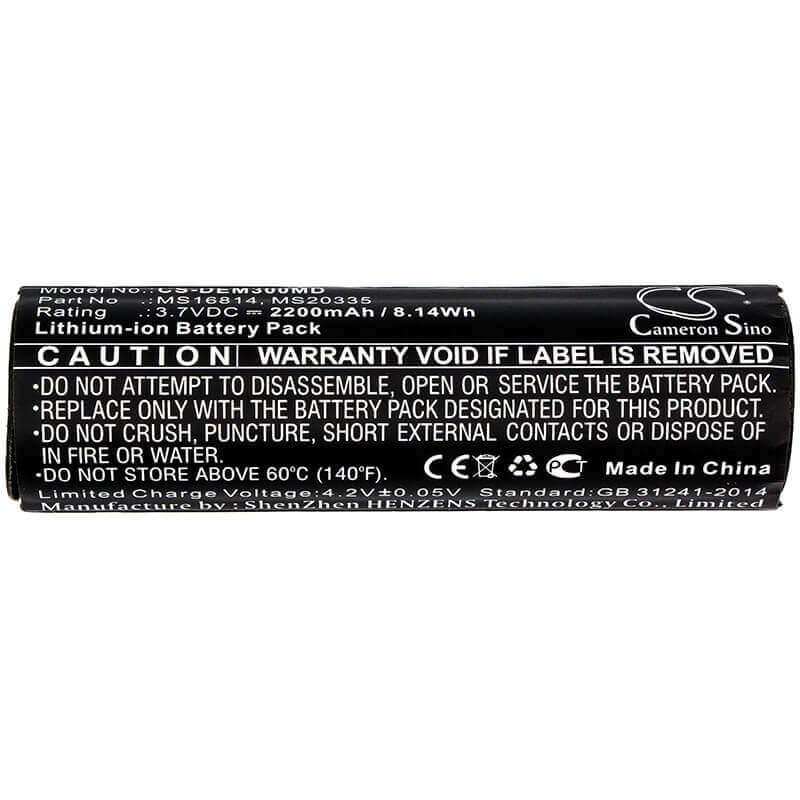 Model No. :CS-DEM300MD
Part No :MS16814, MS20335
Rating :3.7VDC ⎓ 2200mAh / 8.14Wh
Lithium-ion Battery Pack
CS
Cameron Sino
CAUTION WARRANTY VOID IF LABEL IS REMOVED
•DO NOT ATTEMPT TO DISASSEMBLE, OPEN OR SERVICE THE BATTERY PACK.
•REPLACE ONLY WITH THE BATTERY PACK DESIGNATED FOR THIS PRODUCT.
•DO NOT CRUSH, PUNCTURE, SHORT EXTERNAL CONTACTS OR DISPOSE OF
IN FIRE OR WATER.
•DO NOT STORE ABOVE 60°C (140°F).
CE PCT Made In China
Limited Charge Voltage:4.2V±0.05V Standard:GB 31241-2014
Manufacture by : ShenZhen HENZENS Technology Co., Limited